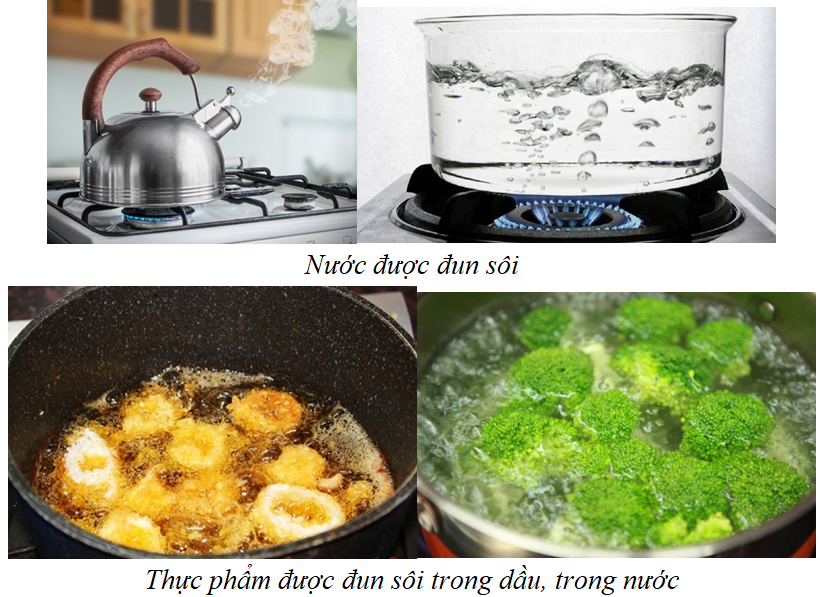 Nước được đun sôi
Thực phẩm được đun sôi trong dầu, trong nước